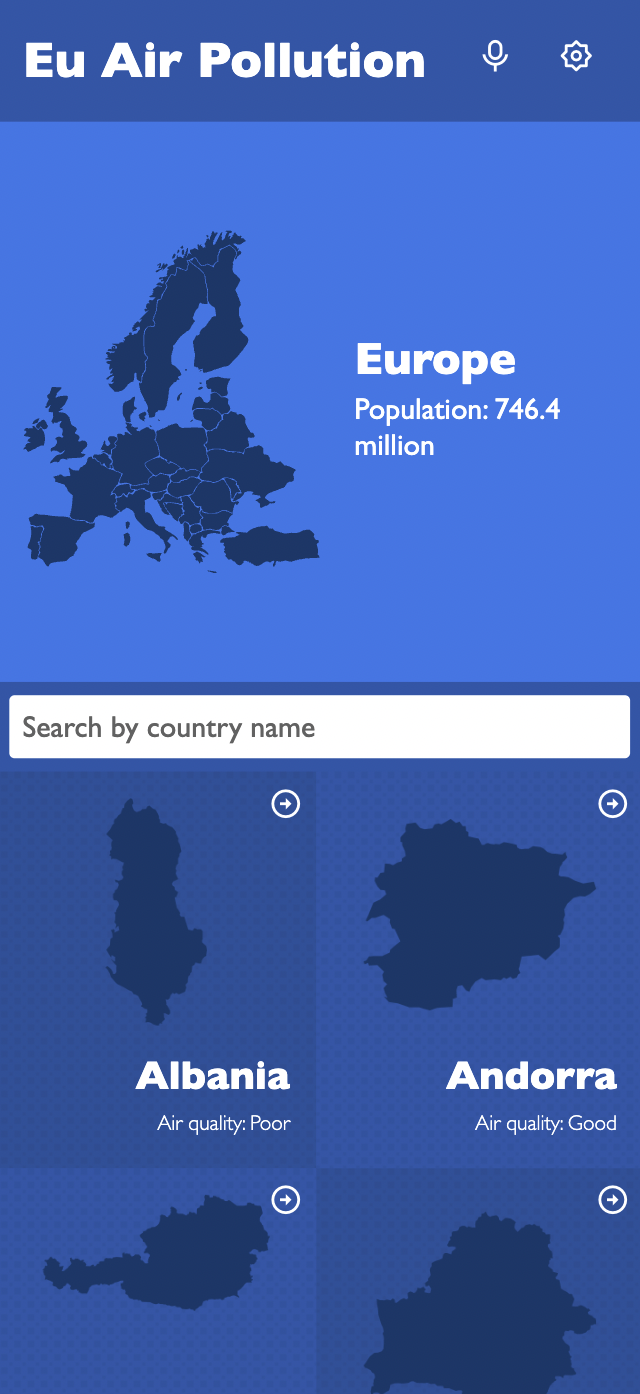 Eu Air Pollution
Europe
Population: 746.4
million
Search by country name
Albania
Air quality: Poor
Andorra
Air quality: Good